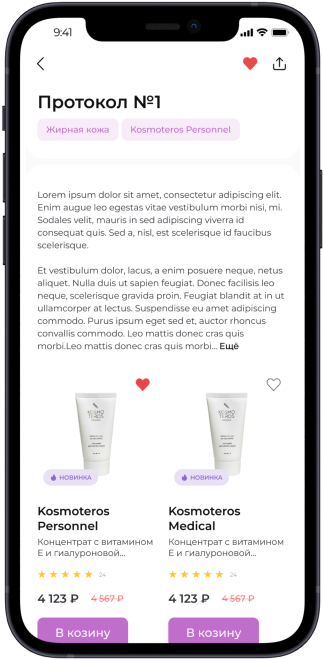 9:41
Протокол №1
Жирная кожа Kosmoteros Personnel
Lorem ipsum dolor sit amet, consectetur adipiscing elit.
Enim augue leo egestas vitae vestibulum morbi nisi, mi.
Sodales velit, mauris in sed adipiscing viverra id
consequat quis. Sed a, nisl, est scelerisque id faucibus
scelerisque.
Et vestibulum dolor, lacus, a enim posuere neque, netus
aliquet. Nulla duis ut sapien feugiat. Donec facilisis leo
neque, scelerisque gravida proin. Feugiat blandit at in ut
ullamcorper at lectus. Suspendisse eu amet adipiscing
commodo. Purus ipsum eget sed et, auctor rhoncus
convallis commodo. Leo mattis donec cras quis
morbi.Leo mattis donec cras quis morbi... Ещё
KOSMO
TEROS
KOSMO
TEROS
НОВИНКА НОВИНКА
Kosmoteros
Personnel
Концентрат с витамином
Е и гиалуроновой...
24
4 123 ₽ 4 567 ₽
В козину
Kosmoteros
Medical
Концентрат с витамином
Е и гиалуроновой...
24
4 123 ₽ 4 567 ₽
В козину